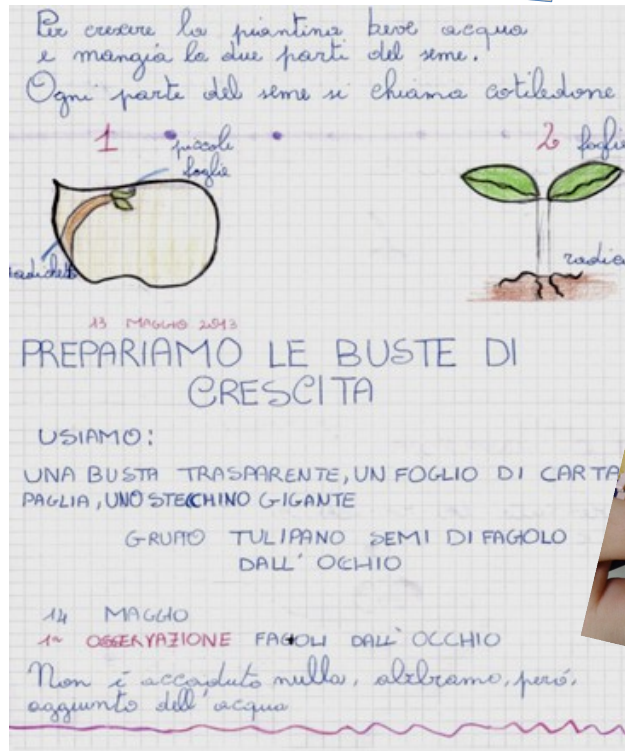 Per crescere la piantina beve acqua
e mangia le due parti del seme.
Ogni parte del seme si chiama cotiledone
1 piccole 2 foglie
foglie
radichetta radici
13 MAGGIO 2013
PREPARIAMO LE BUSTE DI
CRESCITA
USIAMO:
UNA BUSTA TRASPARENTE, UN FOGLIO DI CARTA
PAGLIA, UNO STECCHINO GIGANTE
GRUPPO TULIPANO SEMI DI FAGIOLO
DALL' OCCHIO
14 MAGGIO
1ª OSSERVAZIONE FAGIOLI DALL' OCCHIO
Non è accaduto nulla, abbiamo, però,
aggiunto dell'acqua